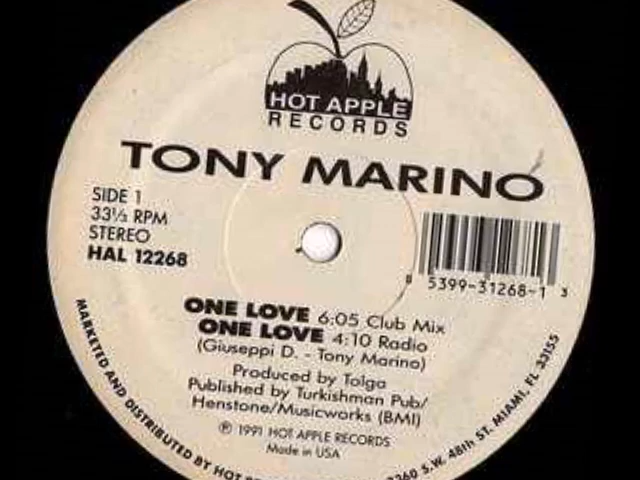 HOT APPLE
RECORDS
TONY MARINO
SIDE 1
33⅓ RPM
STEREO
HAL 12268
5399-31268-1 3
ONE LOVE 6:05 Club Mix
ONE LOVE 4:10 Radio
(Giuseppi D. - Tony Marino)
Produced by Tolga
Published by Turkishman Pub/
Henstone/Musicworks (BMI)
℗ 1991 HOT APPLE RECORDS
Made in USA
MARKETED AND DISTRIBUTED BY HOT
S.W. 48th ST. MIAMI, FL 33155